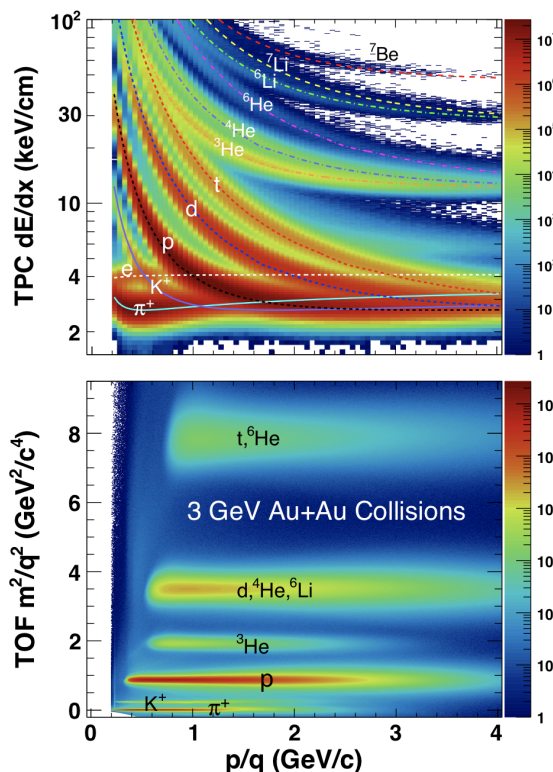 10²
30
10
4
2
TPC dE/dx (keV/cm)
⁷Be
⁷Li
⁶Li
⁶He
⁴He
³He
t
d
p
e
K⁺
π⁺
1
8
6
4
2
0
TOF m²/q² (GeV²/c⁴)
t,⁶He
3 GeV Au+Au Collisions
d,⁴He,⁶Li
³He
p
K⁺
π⁺
1
0 1 2 3 4
p/q (GeV/c)